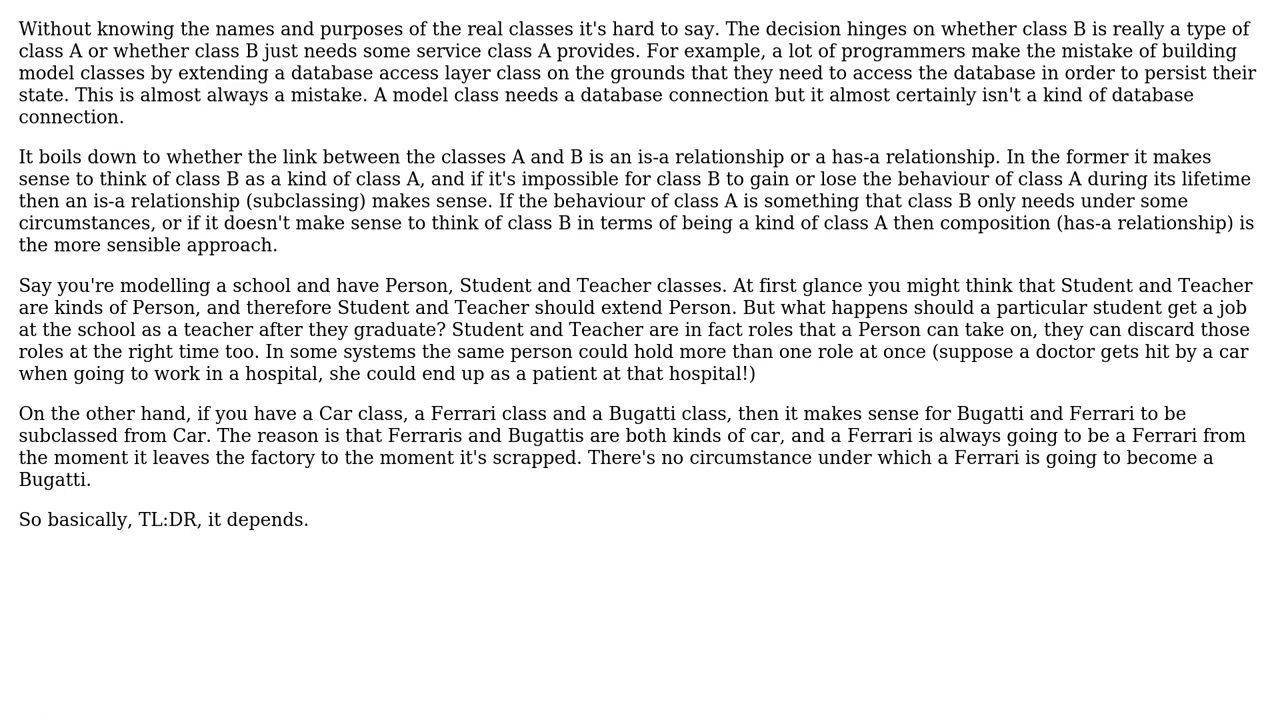 Without knowing the names and purposes of the real classes it's hard to say. The decision hinges on whether class B is really a type of
class A or whether class B just needs some service class A provides. For example, a lot of programmers make the mistake of building
model classes by extending a database access layer class on the grounds that they need to access the database in order to persist their
state. This is almost always a mistake. A model class needs a database connection but it almost certainly isn't a kind of database
connection.
It boils down to whether the link between the classes A and B is an is-a relationship or a has-a relationship. In the former it makes
sense to think of class B as a kind of class A, and if it's impossible for class B to gain or lose the behaviour of class A during its lifetime
then an is-a relationship (subclassing) makes sense. If the behaviour of class A is something that class B only needs under some
circumstances, or if it doesn't make sense to think of class B in terms of being a kind of class A then composition (has-a relationship) is
the more sensible approach.
Say you're modelling a school and have Person, Student and Teacher classes. At first glance you might think that Student and Teacher
are kinds of Person, and therefore Student and Teacher should extend Person. But what happens should a particular student get a job
at the school as a teacher after they graduate? Student and Teacher are in fact roles that a Person can take on, they can discard those
roles at the right time too. In some systems the same person could hold more than one role at once (suppose a doctor gets hit by a car
when going to work in a hospital, she could end up as a patient at that hospital!)
On the other hand, if you have a Car class, a Ferrari class and a Bugatti class, then it makes sense for Bugatti and Ferrari to be
subclassed from Car. The reason is that Ferraris and Bugattis are both kinds of car, and a Ferrari is always going to be a Ferrari from
the moment it leaves the factory to the moment it's scrapped. There's no circumstance under which a Ferrari is going to become a
Bugatti.
So basically, TL:DR, it depends.